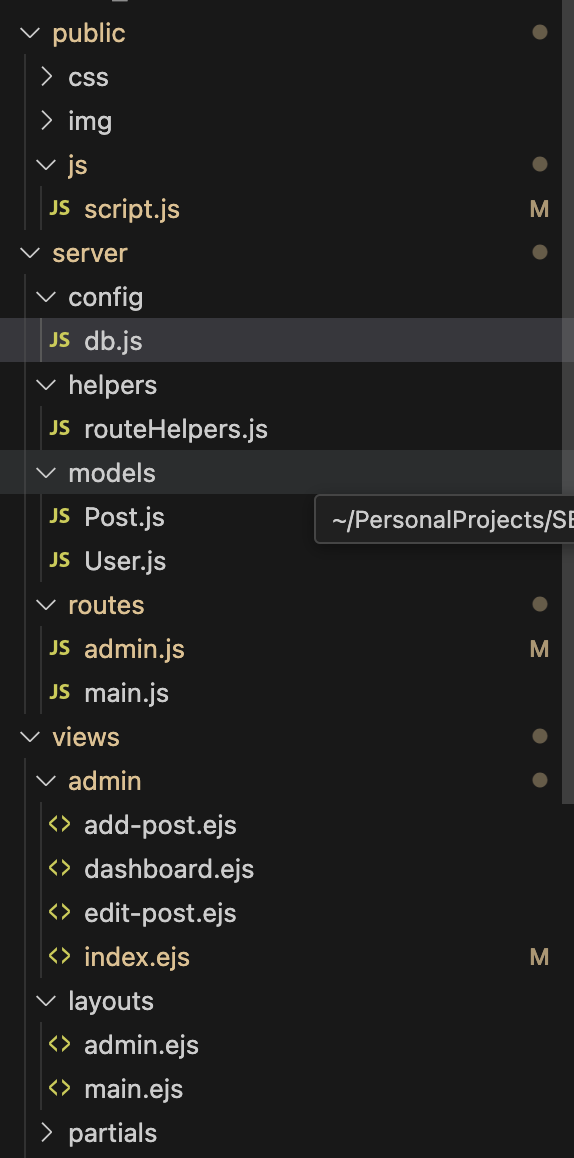 public
css
img
js
JS script.js M
server
config
JS db.js
helpers
JS routeHelpers.js
models
JS Post.js
~/PersonalProjects/SE
JS User.js
routes
JS admin.js M
JS main.js
views
admin
<> add-post.ejs
<> dashboard.ejs
<> edit-post.ejs
<> index.ejs M
layouts
<> admin.ejs
<> main.ejs
partials